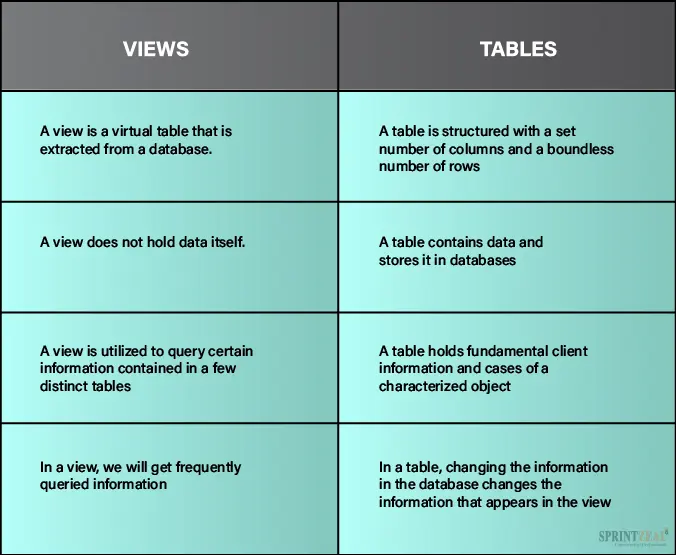 VIEWS
TABLES
A view is a virtual table that is
extracted from a database.
A table is structured with a set
number of columns and a boundless
number of rows
A view does not hold data itself.
A table contains data and
stores it in databases
A view is utilized to query certain
information contained in a few
distinct tables
A table holds fundamental client
information and cases of a
characterized object
In a view, we will get frequently
queried information
In a table, changing the information
in the database changes the
information that appears in the view
SPRINTZEAL